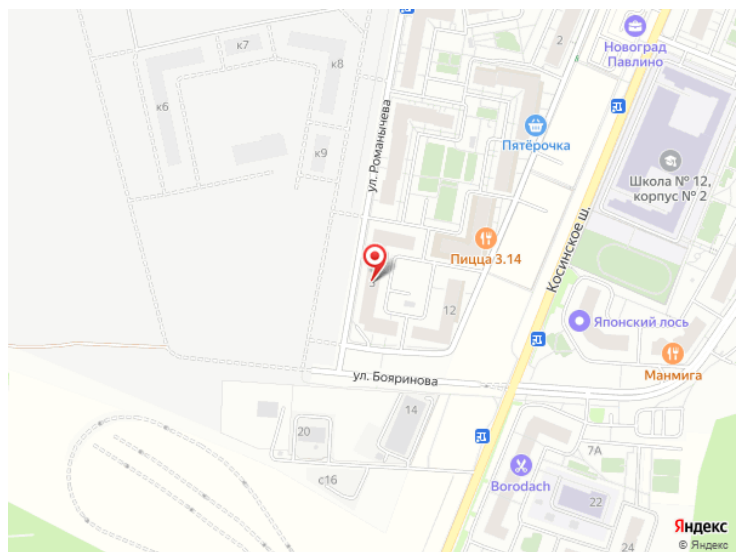 к7
к8
2
Новоград
Павлино
к6
ул. Романычева
Пятёрочка
к9
Школа № 12,
корпус № 2
Косинское ш.
Пицца 3.14
3
12
Японский лось
Манмига
ул. Бояринова
14
20
7А
с16
Borodach
22
24
Яндекс
© Яндекс